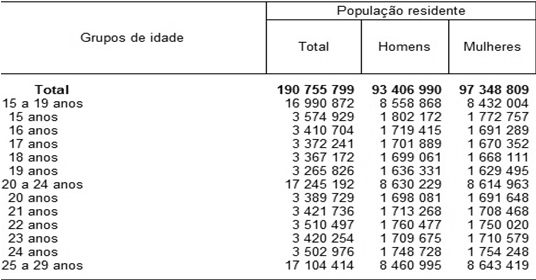 Grupos de idade
População residente
Total Homens Mulheres
Total 190 755 799 93 406 990 97 348 809
15 a 19 anos 16 990 872 8 558 868 8 432 004
15 anos 3 574 929 1 802 172 1 772 757
16 anos 3 410 704 1 719 415 1 691 289
17 anos 3 372 241 1 701 889 1 670 352
18 anos 3 367 172 1 699 061 1 668 111
19 anos 3 265 826 1 636 331 1 629 495
20 a 24 anos 17 245 192 8 630 229 8 614 963
20 anos 3 389 729 1 698 081 1 691 648
21 anos 3 421 736 1 713 268 1 708 468
22 anos 3 510 497 1 760 477 1 750 020
23 anos 3 420 254 1 709 675 1 710 579
24 anos 3 502 976 1 748 728 1 754 248
25 a 29 anos 17 104 414 8 460 995 8 643 419